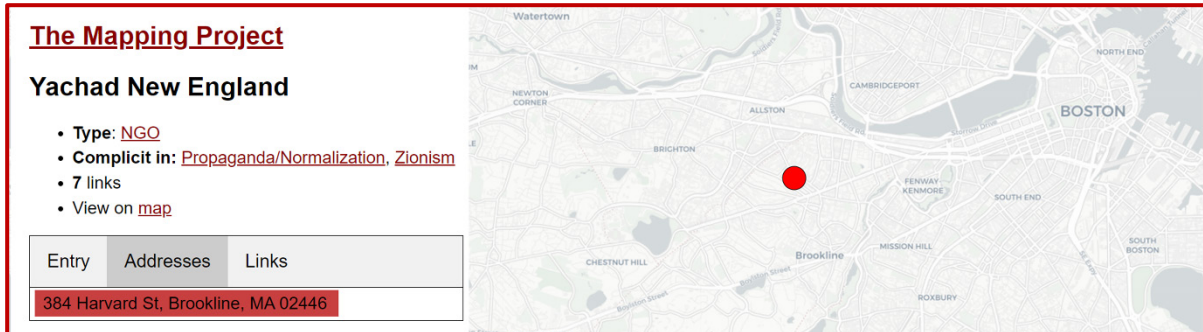 The Mapping Project
Yachad New England
• Type: NGO
• Complicit in: Propaganda/Normalization, Zionism
• 7 links
• View on map
Entry Addresses Links
384 Harvard St, Brookline, MA 02446
Watertown
NORTH END
CAMBRIDGEPORT
NEWTON
CORNER
ALLSTON
BOSTON
BRIGHTON
FENWAY
KENMORE
SOUTH END
SOUTH
BOSTON
MISSION HILL
Brookline
CHESTNUT HILL
ROXBURY
Boylston Street